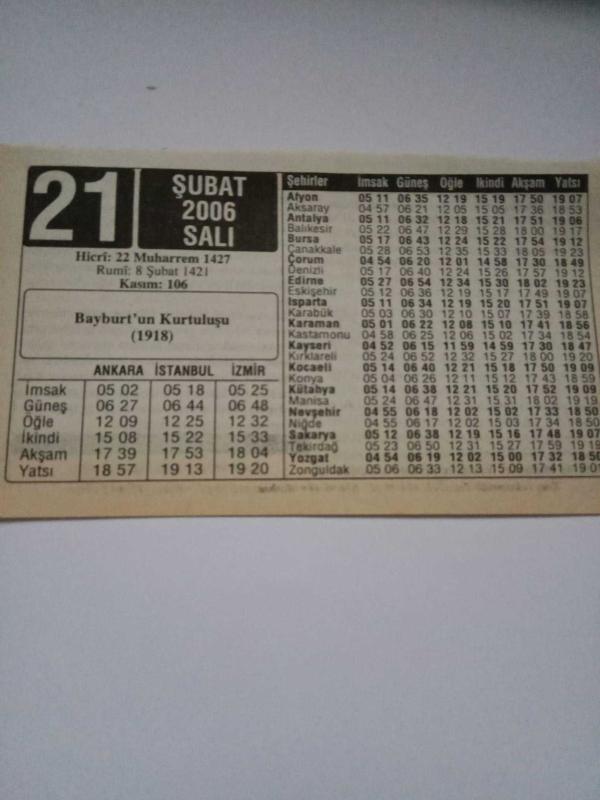 21
ŞUBAT
2006
SALI
Hicrî: 22 Muharrem 1427
Rumî: 8 Şubat 1421
Kasım: 106
Bayburt'un Kurtuluşu
(1918)
ANKARA İSTANBUL İZMİR
İmsak 05 02 05 18 05 25
Güneş 06 27 06 44 06 48
Öğle 12 09 12 25 12 32
İkindi 15 08 15 22 15 33
Akşam 17 39 17 53 18 04
Yatsı 18 57 19 13 19 20
Şehirler İmsak Güneş Öğle İkindi Akşam Yatsı
Afyon 05 11 06 35 12 19 15 19 17 50 19 07
Aksaray 04 57 06 21 12 05 15 05 17 36 18 53
Antalya 05 11 06 32 12 18 15 21 17 51 19 06
Balıkesir 05 22 06 47 12 29 15 28 18 00 19 17
Bursa 05 17 06 43 12 24 15 22 17 54 19 12
Çanakkale 05 28 06 53 12 35 15 33 18 05 19 23
Çorum 04 54 06 20 12 01 14 58 17 30 18 49
Denizli 05 17 06 40 12 24 15 26 17 57 19 12
Edirne 05 27 06 54 12 34 15 30 18 02 19 23
Eskişehir 05 12 06 36 12 19 15 17 17 49 19 07
Isparta 05 11 06 34 12 19 15 20 17 51 19 07
Karabük 05 03 06 30 12 10 15 07 17 39 18 58
Karaman 05 01 06 22 12 08 15 10 17 41 18 56
Kastamonu 04 58 06 25 12 06 15 02 17 34 18 54
Kayseri 04 52 06 15 11 59 14 59 17 30 18 47
Kırklareli 05 24 06 52 12 32 15 27 18 00 19 20
Kocaeli 05 14 06 40 12 21 15 18 17 50 19 09
Konya 05 04 06 26 12 11 15 12 17 43 18 59
Kütahya 05 14 06 38 12 21 15 20 17 52 19 09
Manisa 05 24 06 47 12 31 15 31 18 02 19 19
Nevşehir 04 55 06 18 12 02 15 02 17 33 18 50
Niğde 04 55 06 17 12 02 15 03 17 34 18 50
Sakarya 05 12 06 38 12 19 15 16 17 48 19 07
Tekirdağ 05 23 06 50 12 31 15 27 17 59 19 19
Yozgat 04 54 06 19 12 02 15 00 17 32 18 50
Zonguldak 05 06 06 33 12 13 15 09 17 41 19 01